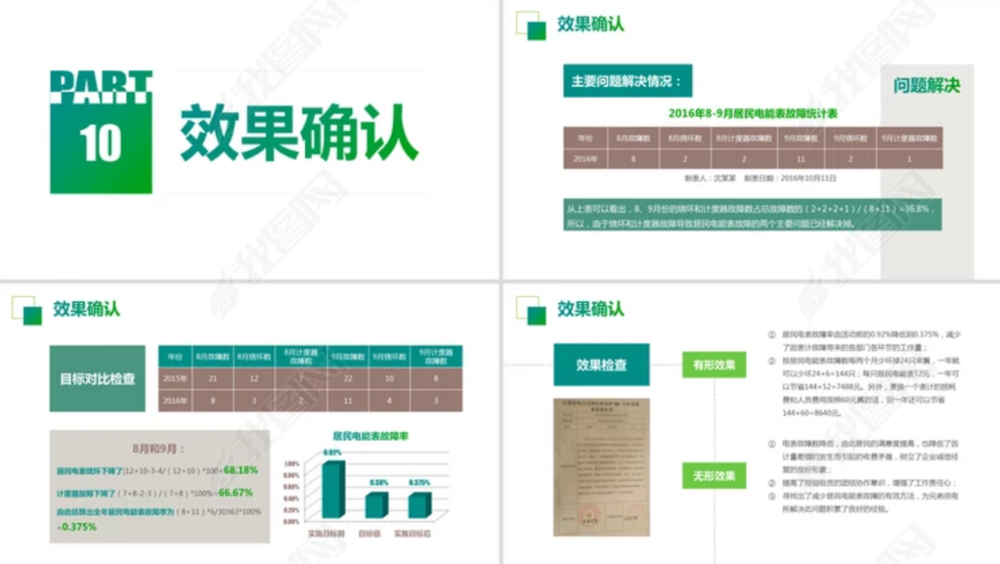 PART
10
效果确认
效果确认
主要问题解决情况：
问题解决
2016年8-9月居民电能表故障统计表
年份 8月故障数 8月烧坏数 8月计度器故障数 9月故障数 9月烧坏数 9月计度器故障数
2016年 8 2 2 11 2 1
制表人：沈某某 制表日期：2016年10月11日
从上表可以看出，8、9月份的烧坏和计度器故障数占总故障数的（2+2+2+1）/（8+11）=36.8%，
所以，由于烧坏和计度器故障导致居民电能表故障的两个主要问题已经解决掉。
效果确认
目标对比检查
年份 8月故障数 8月烧坏数 8月计度器故障数 9月故障数 9月烧坏数 9月计度器故障数
2015年 21 12 7 22 10 8
2016年 8 3 2 11 4 3
8月和9月：
居民电表烧坏下降了(12+10-3-4/（12+10）*100=68.18%
计度器故障下降了（7+8-2-3）/（7+8）*100%=66.67%
由此估算出全年居民电能表故障率为（8+11）*6/30363*100%
=0.375%
居民电能表故障率
1.00%
0.80%
0.60%
0.40%
0.20%
0.00%
0.92%
0.38%
0.375%
实施目标前 目标值 实施目标后
效果确认
效果检查
有形效果
① 居民电表故障率由活动前的0.92%降低到0.375%，减少
了因表计故障带来的各部门各环节的工作量；
② 按居民电能表故障数每两个月少坏掉24只来算，一年就
可以少坏24*6=144只；每只居民电能表52元，一年可
以节省144*52=7488元。另外，更换一个表计的损耗
费和人员费用按照60元算的话，则一年还可以节省
144*60=8640元。
无形效果
① 电表故障数降低，由此居民的满意度提高，也降低了因
计量差错的发生而引起的收费矛盾，树立了企业诚信经
营的良好形象；
② 提高了班组组员的团结协作意识，增强了工作责任心；
③ 寻找出了减少居民电能表故障的有效方法，为兄弟供电
所解决此问题积累了良好的经验。